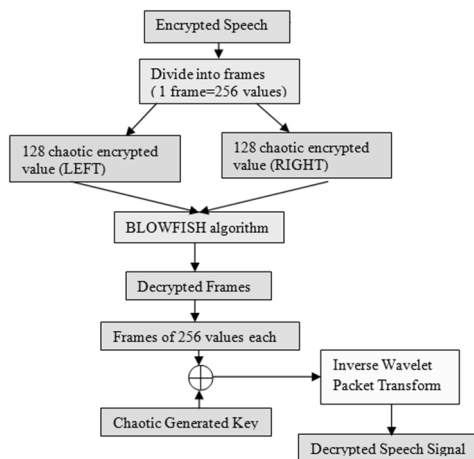 Encrypted Speech
Divide into frames
( 1 frame=256 values)
128 chaotic encrypted
value (LEFT)
128 chaotic encrypted
value (RIGHT)
BLOWFISH algorithm
Decrypted Frames
Frames of 256 values each
Inverse Wavelet
Packet Transform
Chaotic Generated Key
Decrypted Speech Signal